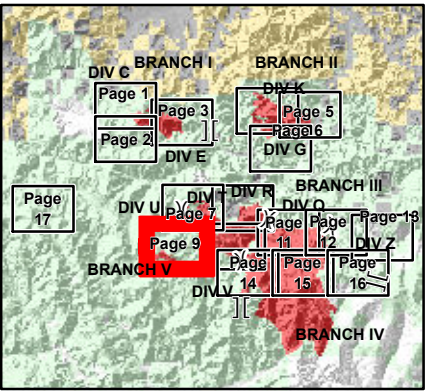 BRANCH I
BRANCH II
DIV C
DIV K
Page 1
Page 3
Page 5
Page 6
Page 2
DIV G
DIV E
BRANCH III
Page
17
DIV R
DIV U
Page 7
Page
11
Page
12
Page 13
Page 9
DIV Z
BRANCH V
DIV V
Page
14
Page
15
Page
16
BRANCH IV